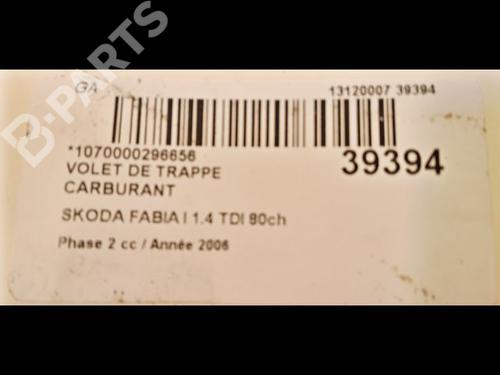 GA
13120007 39394
*1070000296656
39394
VOLET DE TRAPPE
CARBURANT
SKODA FABIA I 1.4 TDI 80ch
Phase 2 cc / Année 2006
B-PARTS